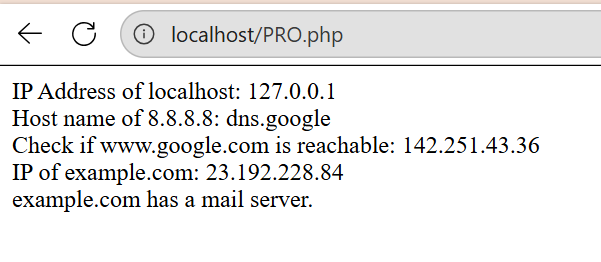 localhost/PRO.php
IP Address of localhost: 127.0.0.1
Host name of 8.8.8.8: dns.google
Check if www.google.com is reachable: 142.251.43.36
IP of example.com: 23.192.228.84
example.com has a mail server.